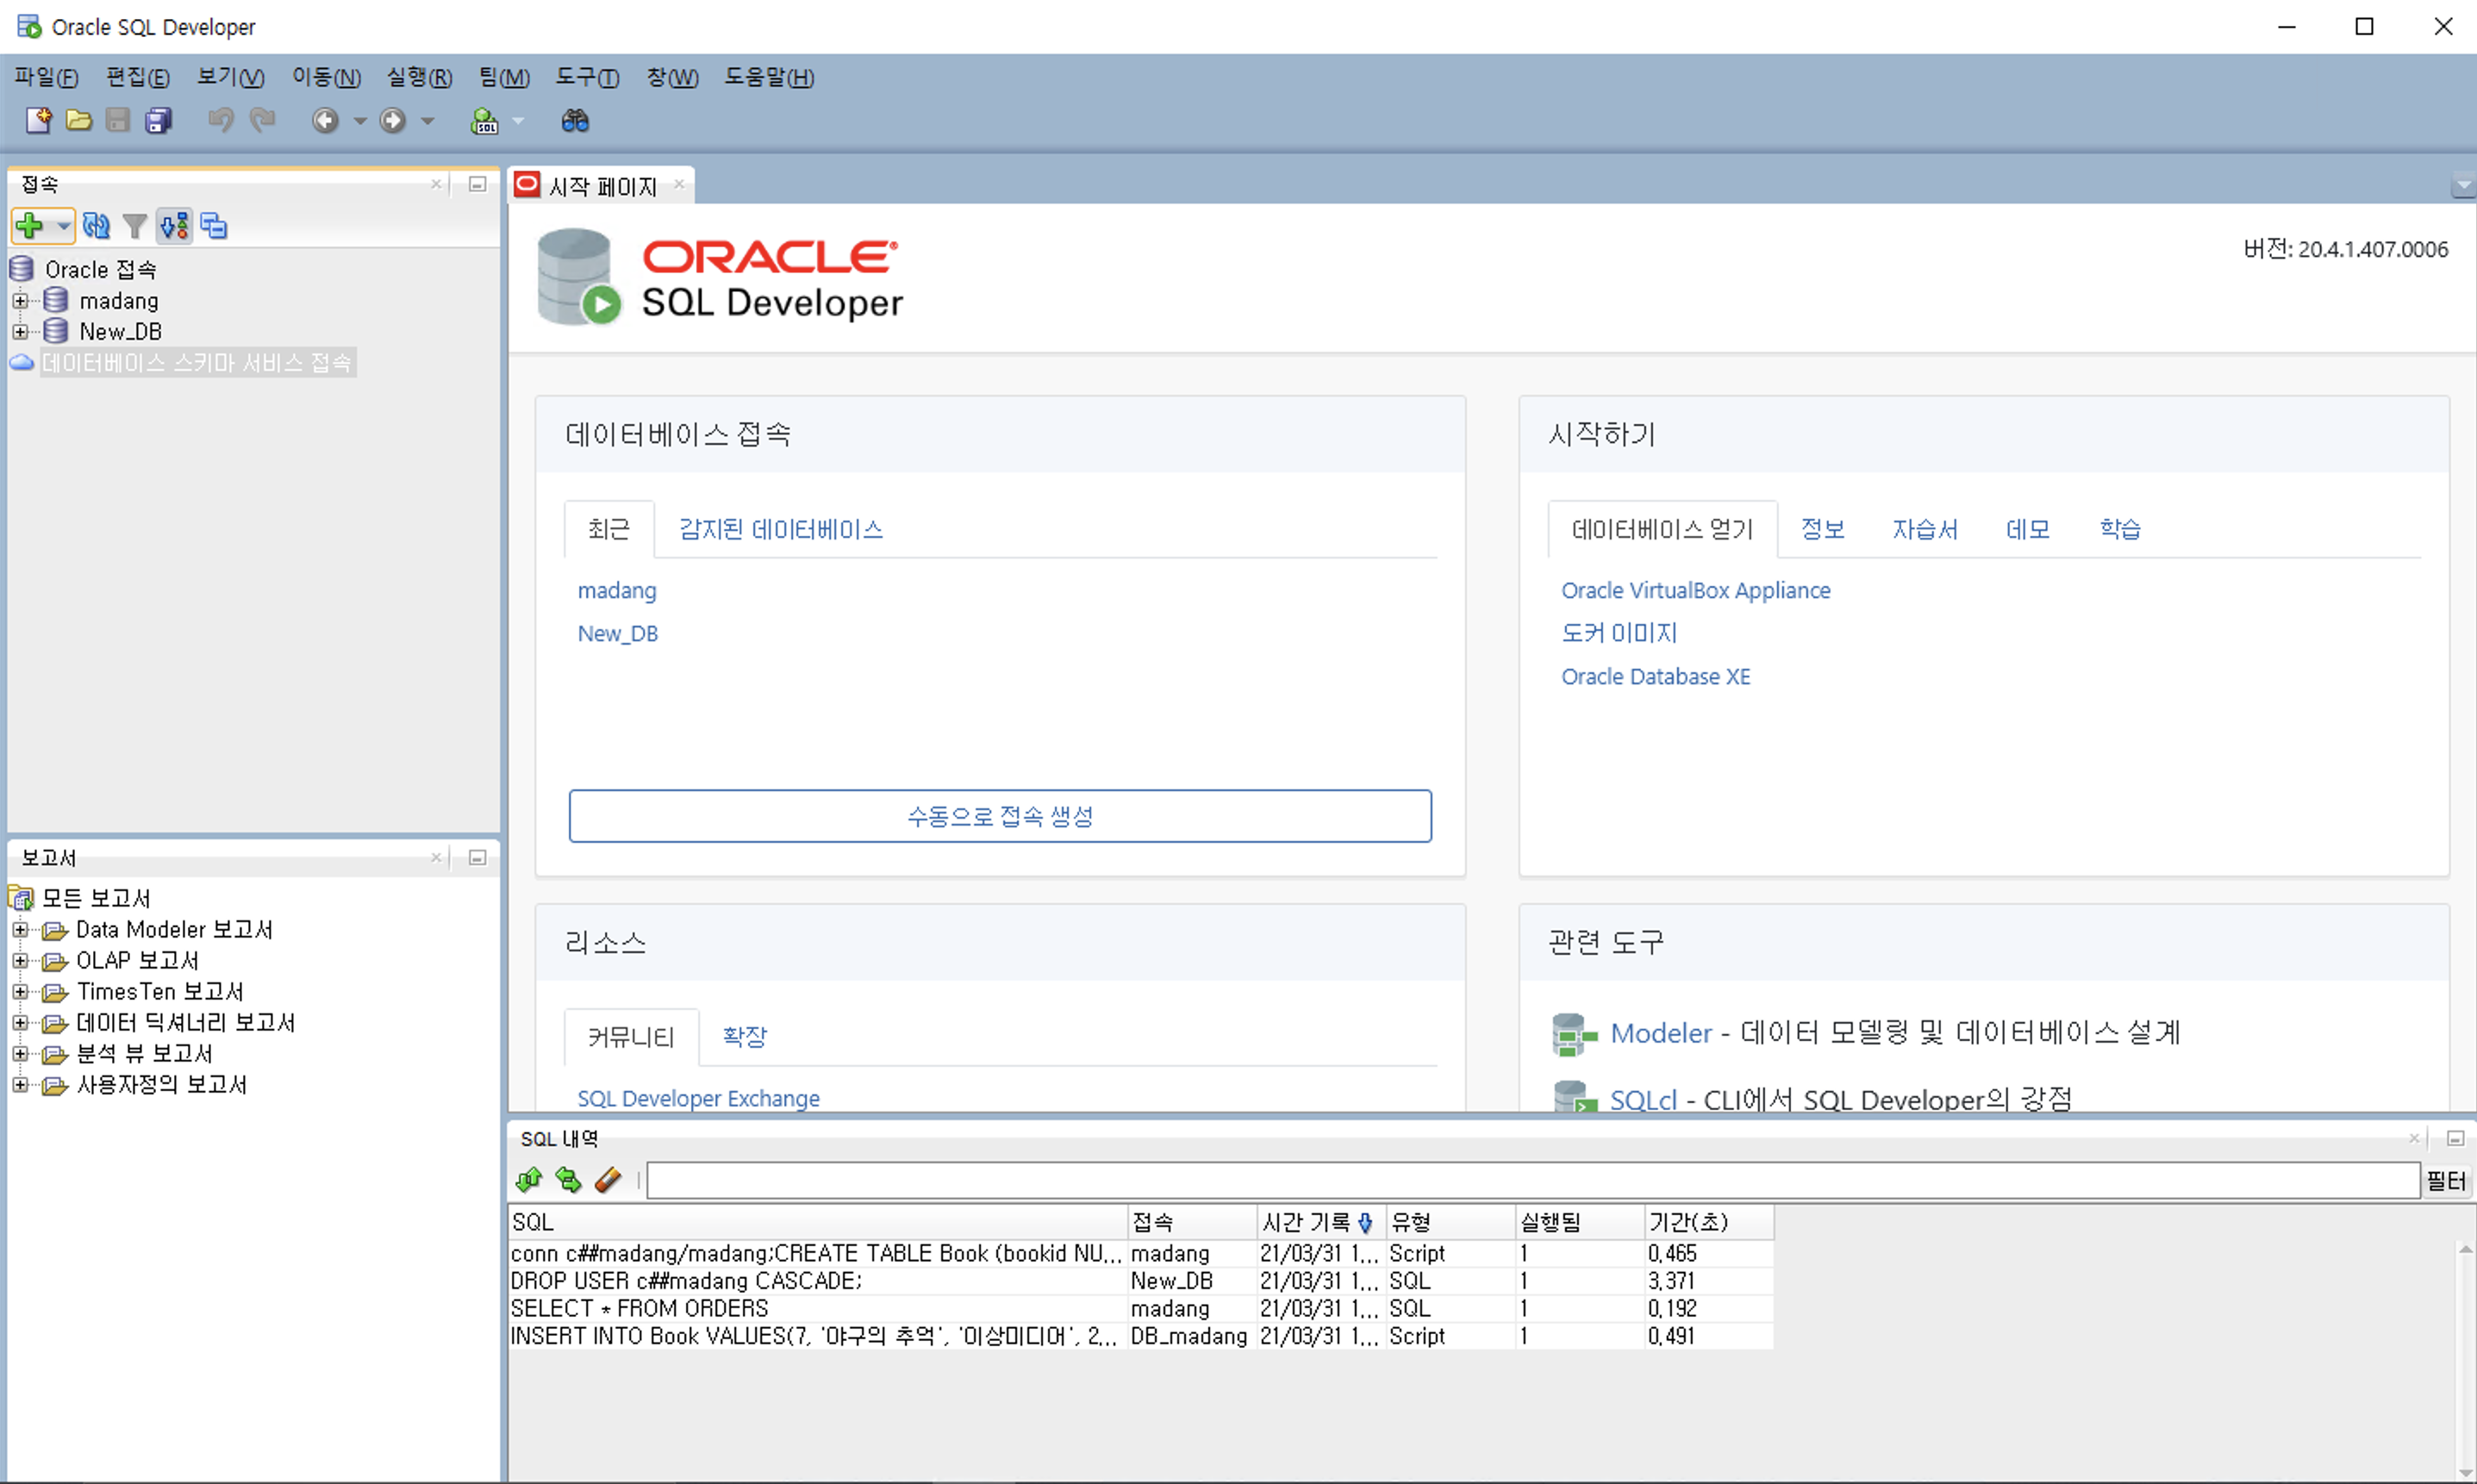 Oracle SQL Developer
파일(F) 편집(E) 보기(V) 이동(N) 실행(R) 팀(M) 도구(T) 창(W) 도움말(H)
SQL
접속
Oracle 접속
madang
New_DB
데이터베이스 스키마 서비스 접속
보고서
모든 보고서
Data Modeler 보고서
OLAP 보고서
TimesTen 보고서
데이터 딕셔너리 보고서
분석 뷰 보고서
사용자정의 보고서
시작 페이지
ORACLE
SQL Developer
버전: 20.4.1.407.0006
데이터베이스 접속
최근 감지된 데이터베이스
madang
New_DB
수동으로 접속 생성
시작하기
데이터베이스 얻기 정보 자습서 데모 학습
Oracle VirtualBox Appliance
도커 이미지
Oracle Database XE
리소스
커뮤니티 확장
SQL Developer Exchange
관련 도구
Modeler - 데이터 모델링 및 데이터베이스 설계
SQLcl - CLI에서 SQL Developer의 강점
SQL 내역
필터
SQL 접속 시간 기록 유형 실행됨 기간(초)
conn c##madang/madang;CREATE TABLE Book (bookid NU... madang 21/03/31 1... Script 1 0.465
DROP USER c##madang CASCADE; New_DB 21/03/31 1... SQL 1 3.371
SELECT * FROM ORDERS madang 21/03/31 1... SQL 1 0.192
INSERT INTO Book VALUES(7, '야구의 추억', '이상미디어', 2... DB_madang 21/03/31 1... Script 1 0.491